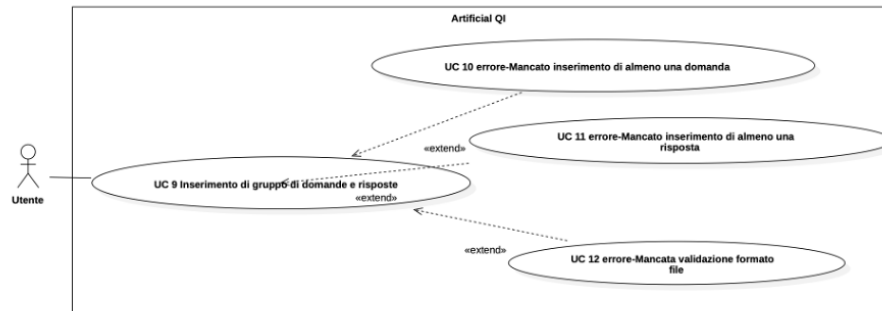 Artificial QI
UC 10 errore-Mancato inserimento di almeno una domanda
UC 11 errore-Mancato inserimento di almeno una
risposta
«extend»
UC 9 Inserimento di gruppo di domande e risposte
«extend»
Utente
«extend»
UC 12 errore-Mancata validazione formato
file